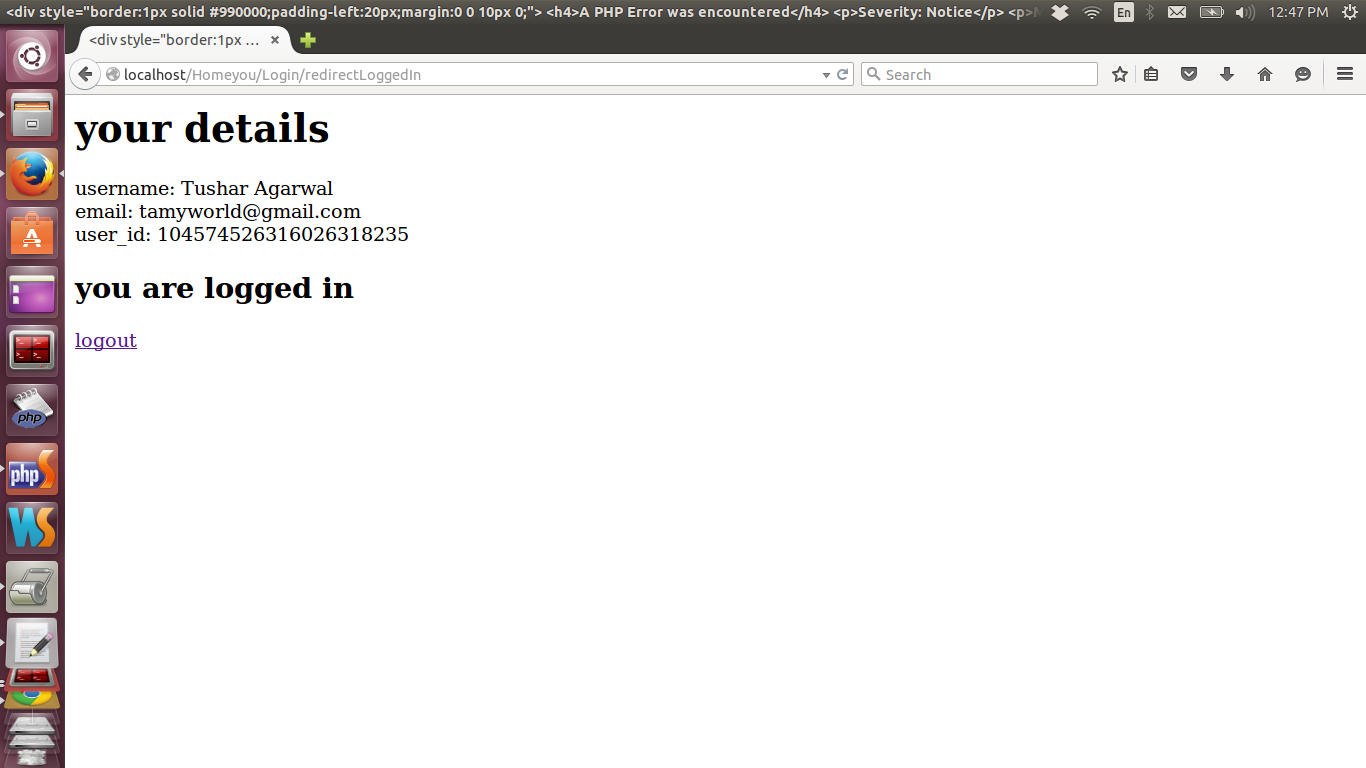 <div style="border:1px solid #990000;padding-left:20px;margin:0 0 10px 0;"> <h4>A PHP Error was encountered</h4> <p>Severity: Notice</p> <p>
En
12:47 PM
<div style="border:1px ...
localhost/Homeyou/Login/redirectLoggedIn
Search
your details
username: Tushar Agarwal
email: tamyworld@gmail.com
user_id: 104574526316026318235
you are logged in
logout
php
php S
WS